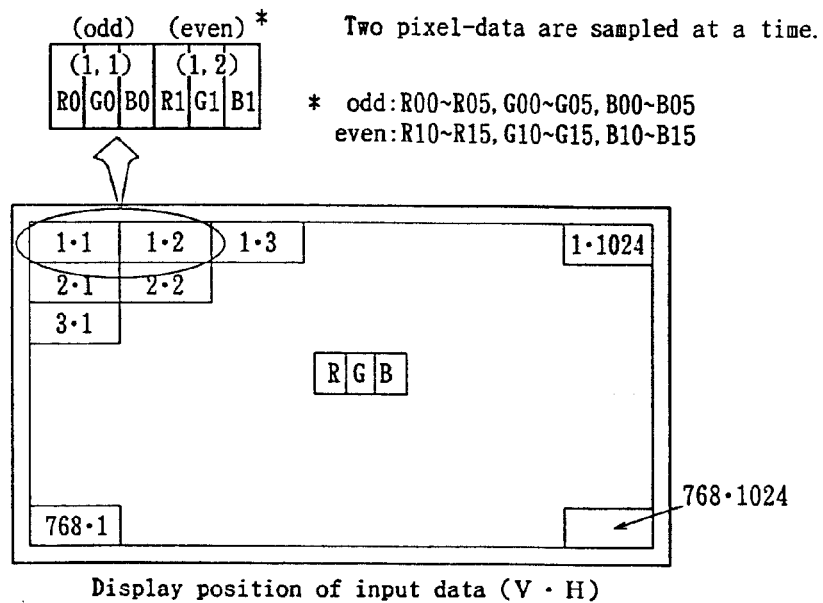 (odd) (even) * Two pixel-data are sampled at a time.
(1, 1) (1, 2)
R0 G0 B0 R1 G1 B1
* odd:R00~R05, G00~G05, B00~B05
even:R10~R15, G10~G15, B10~B15
1·1 1·2 1·3 1·1024
2·1 2·2
3·1
R G B
768·1024
768·1
Display position of input data (V · H)